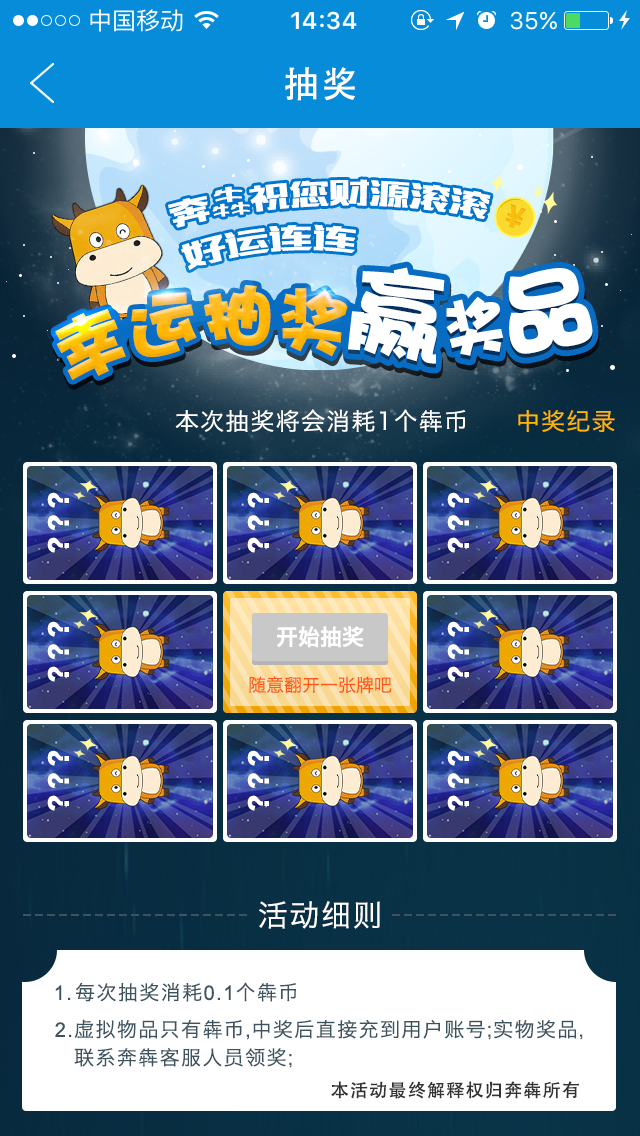 中国移动 14:34 35%
抽奖
奔犇祝您财源滚滚
好运连连
幸运抽奖赢奖品
本次抽奖将会消耗1个犇币 中奖纪录
??? ??? ???
??? 开始抽奖 ???
随意翻开一张牌吧
??? ??? ???
活动细则
1.每次抽奖消耗0.1个犇币
2.虚拟物品只有犇币,中奖后直接充到用户账号;实物奖品,
联系奔犇客服人员领奖;
本活动最终解释权归奔犇所有